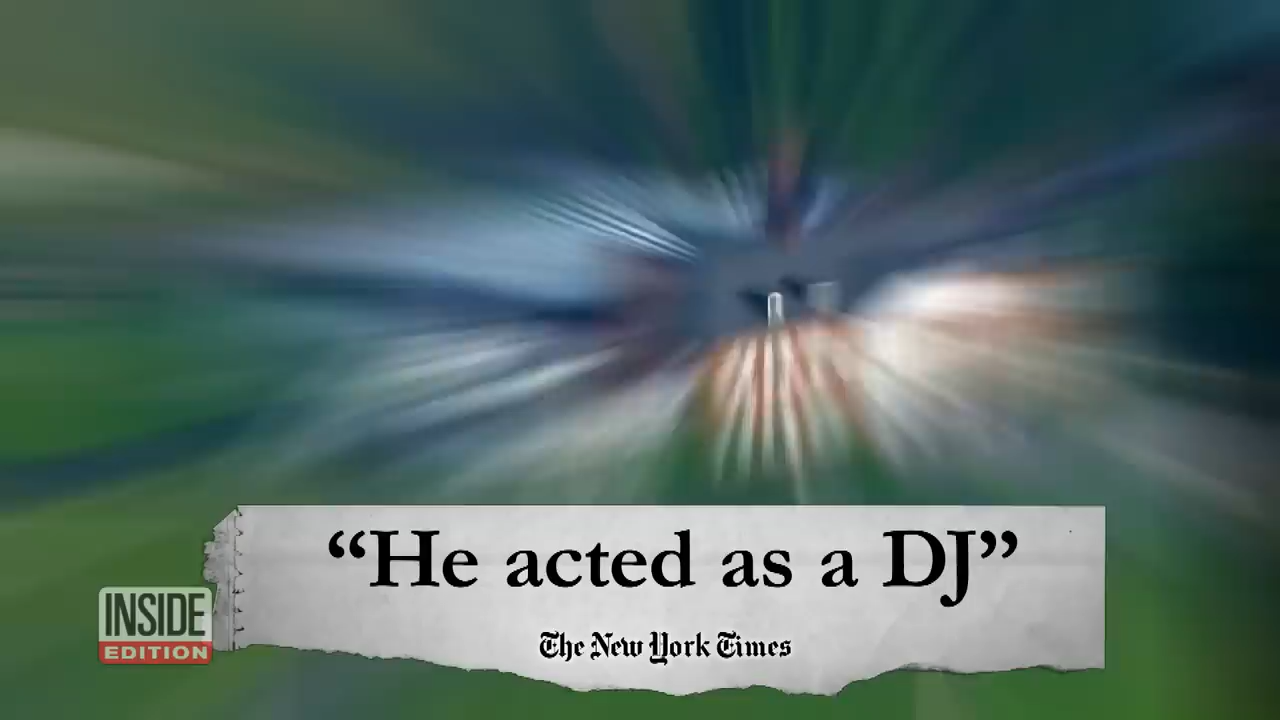 “He acted as a DJ”
The New York Times
INSIDE
EDITION